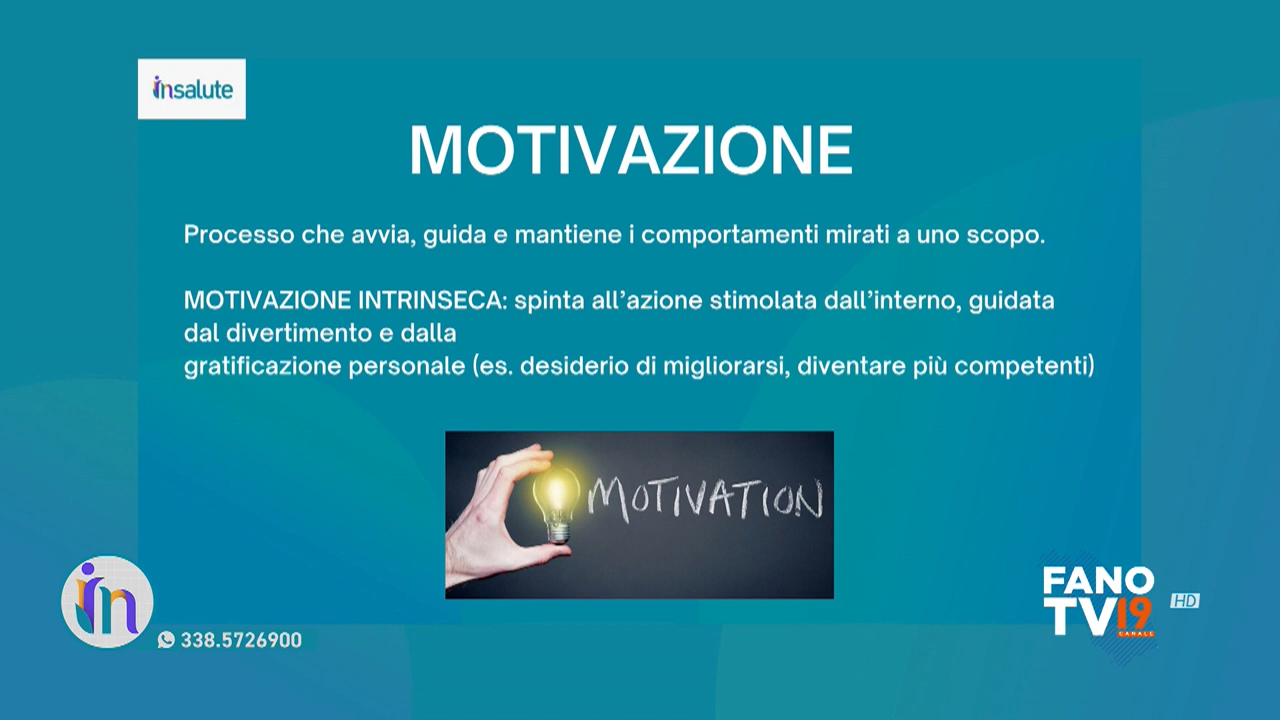 insalute
MOTIVAZIONE
Processo che avvia, guida e mantiene i comportamenti mirati a uno scopo.
MOTIVAZIONE INTRINSECA: spinta all’azione stimolata dall’interno, guidata
dal divertimento e dalla
gratificazione personale (es. desiderio di migliorarsi, diventare più competenti)
MOTIVATION
in
338.5726900
FANO
TV19
CANALE
HD